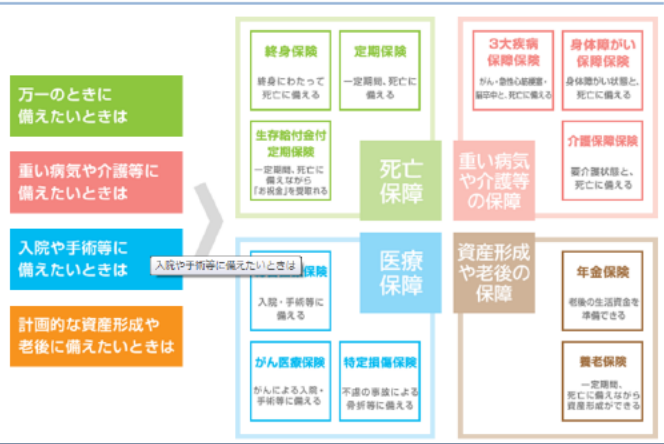 万一のときに
備えたいときは
重い病気や介護等に
備えたいときは
入院や手術等に
備えたいときは
計画的な資産形成や
老後に備えたいときは
入院や手術等に備えたいときは
終身保険
終身にわたって
死亡に備える
定期保険
一定期間、死亡に
備える
生存給付金付
定期保険
一定期間、死亡に
備えながら
「お祝金」を受取れる
死亡
保障
3大疾病
保障保険
がん・急性心筋梗塞・
脳卒中と、死亡に備える
身体障がい
保障保険
身体障がい状態と、
死亡に備える
介護保障保険
要介護状態と、
死亡に備える
重い病気
や介護等
の保障
保険
入院・手術等に
備える
がん医療保険
がんによる入院・
手術等に備える
特定損傷保険
不慮の事故による
骨折等に備える
医療
保障
資産形成
や老後の
保障
年金保険
老後の生活資金を
準備できる
養老保険
一定期間、
死亡に備えながら
資産形成ができる